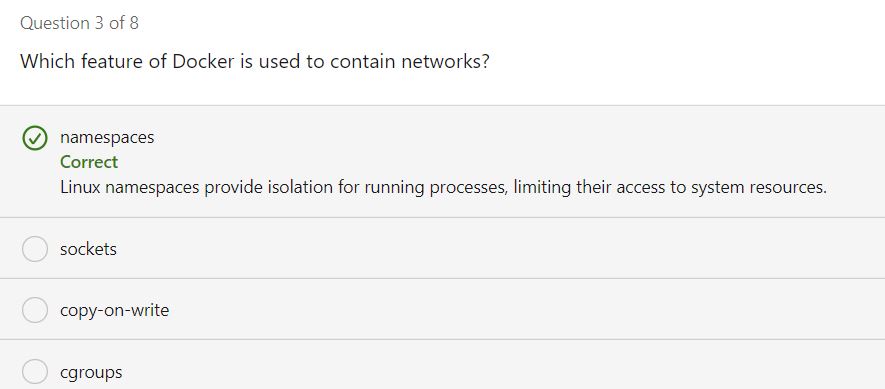 Question 3 of 8
Which feature of Docker is used to contain networks?
namespaces
Correct
Linux namespaces provide isolation for running processes, limiting their access to system resources.
sockets
copy-on-write
cgroups